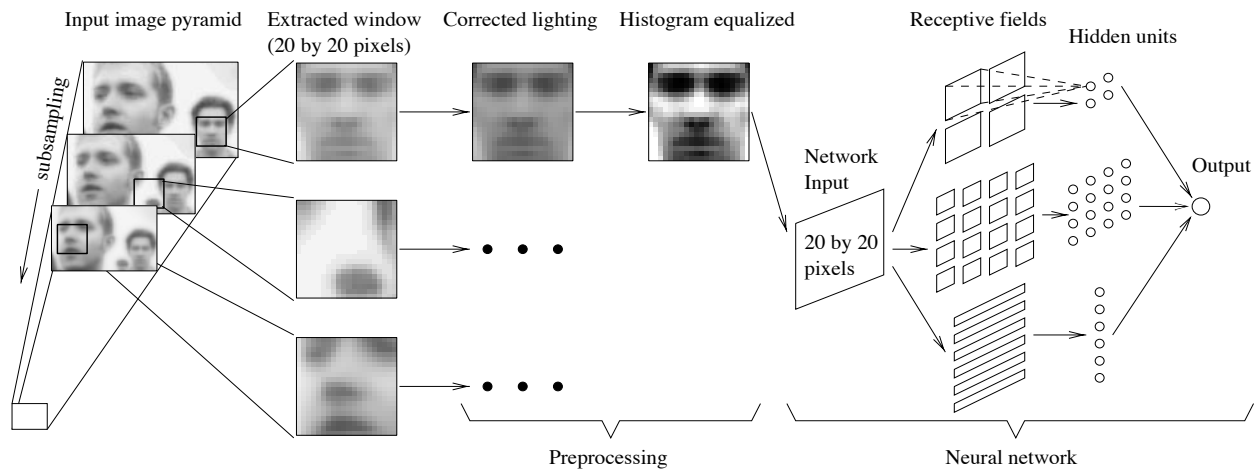 Input image pyramid
Extracted window
(20 by 20 pixels)
Corrected lighting
Histogram equalized
Receptive fields
Hidden units
subsampling
Network
Input
Output
20 by 20
pixels
Preprocessing
Neural network